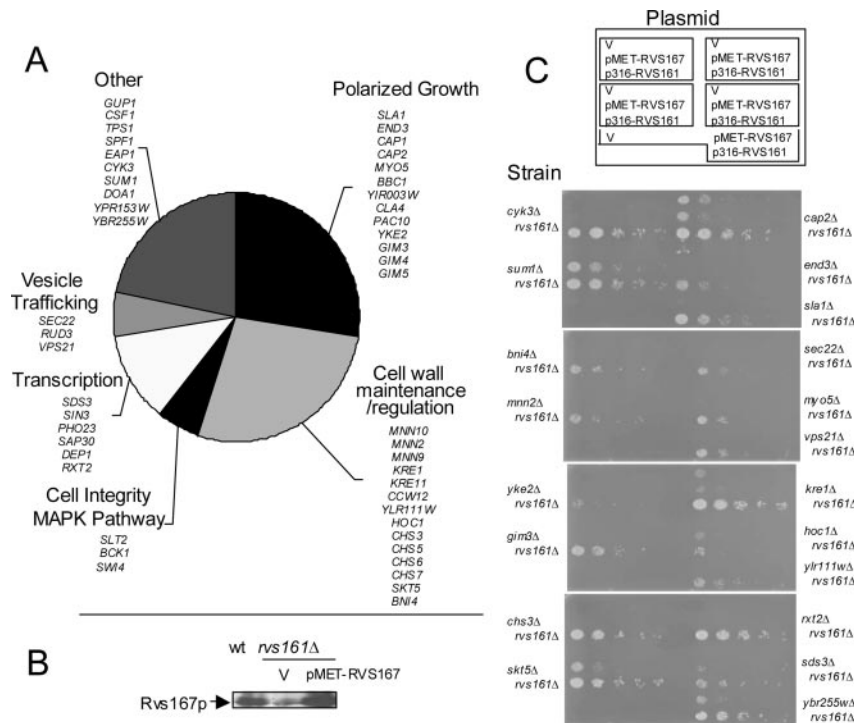 A
Other
GUP1
CSF1
TPS1
SPF1
EAP1
CYK3
SUM1
DOA1
YPR153W
YBR255W
Polarized Growth
SLA1
END3
CAP1
CAP2
MYO5
BBC1
YIR003W
CLA4
PAC10
YKE2
GIM3
GIM4
GIM5
Vesicle
Trafficking
SEC22
RUD3
VPS21
Transcription
SDS3
SIN3
PHO23
SAP30
DEP1
RXT2
Cell Integrity
MAPK Pathway
SLT2
BCK1
SWI4
Cell wall
maintenance
/regulation
MNN10
MNN2
MNN9
KRE1
KRE11
CCW12
YLR111W
HOC1
CHS3
CHS5
CHS6
CHS7
SKT5
BNI4
B
wt rvs161Δ
V pMET-RVS167
Rvs167p
C
Plasmid
V
pMET-RVS167
p316-RVS161
V
pMET-RVS167
p316-RVS161
V
pMET-RVS167
p316-RVS161
V
pMET-RVS167
p316-RVS161
V
pMET-RVS167
p316-RVS161
Strain
cyk3Δ
rvs161Δ
sum1Δ
rvs161Δ
cap2Δ
rvs161Δ
end3Δ
rvs161Δ
sla1Δ
rvs161Δ
bni4Δ
rvs161Δ
mnn2Δ
rvs161Δ
sec22Δ
rvs161Δ
myo5Δ
rvs161Δ
vps21Δ
rvs161Δ
yke2Δ
rvs161Δ
gim3Δ
rvs161Δ
kre1Δ
rvs161Δ
hoc1Δ
rvs161Δ
ylr111wΔ
rvs161Δ
chs3Δ
rvs161Δ
skt5Δ
rvs161Δ
rxt2Δ
rvs161Δ
sds3Δ
rvs161Δ
ybr255wΔ
rvs161Δ